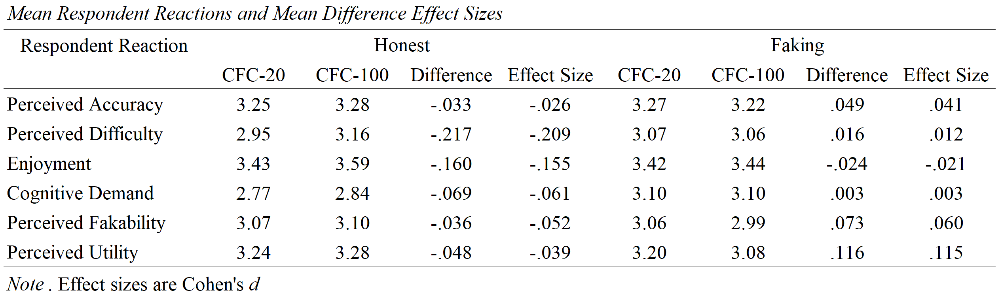 Mean Respondent Reactions and Mean Difference Effect Sizes
Respondent Reaction Honest Faking
CFC-20 CFC-100 Difference Effect Size CFC-20 CFC-100 Difference Effect Size
Perceived Accuracy 3.25 3.28 -.033 -.026 3.27 3.22 .049 .041
Perceived Difficulty 2.95 3.16 -.217 -.209 3.07 3.06 .016 .012
Enjoyment 3.43 3.59 -.160 -.155 3.42 3.44 -.024 -.021
Cognitive Demand 2.77 2.84 -.069 -.061 3.10 3.10 .003 .003
Perceived Fakability 3.07 3.10 -.036 -.052 3.06 2.99 .073 .060
Perceived Utility 3.24 3.28 -.048 -.039 3.20 3.08 .116 .115
Note . Effect sizes are Cohen's d